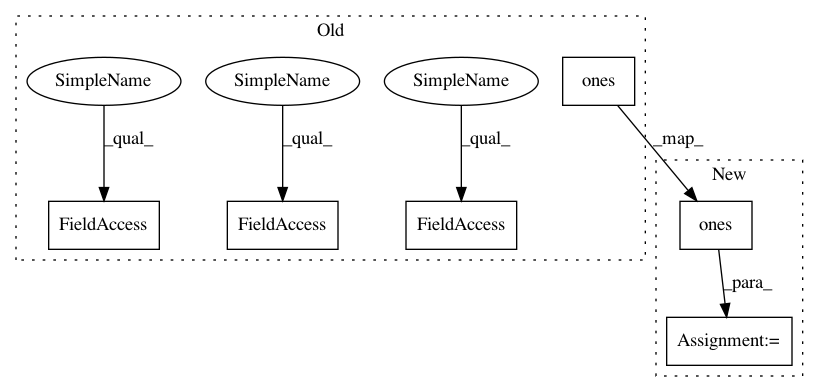 Old
SimpleName
SimpleName
SimpleName
ones
_qual_
_qual_
_qual_
_map_
New
FieldAccess
FieldAccess
FieldAccess
ones
_para_
Assignment:=